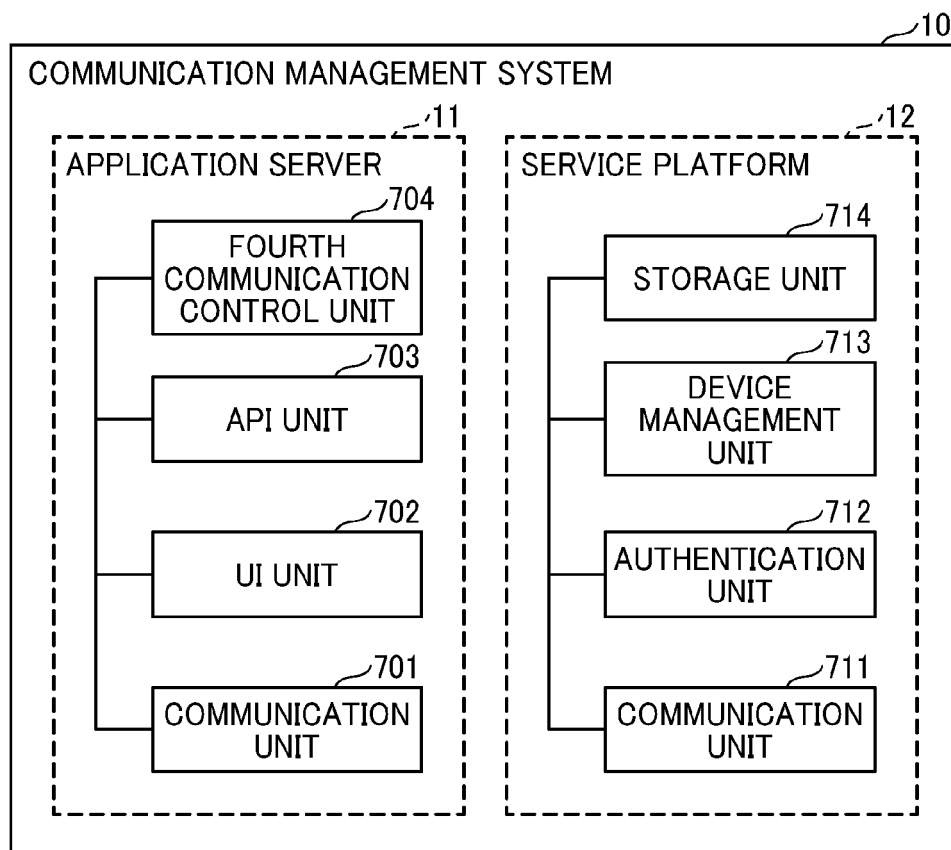 10
COMMUNICATION MANAGEMENT SYSTEM
11
APPLICATION SERVER
704
FOURTH
COMMUNICATION
CONTROL UNIT
703
API UNIT
702
UI UNIT
701
COMMUNICATION
UNIT
12
SERVICE PLATFORM
714
STORAGE UNIT
713
DEVICE
MANAGEMENT
UNIT
712
AUTHENTICATION
UNIT
711
COMMUNICATION
UNIT